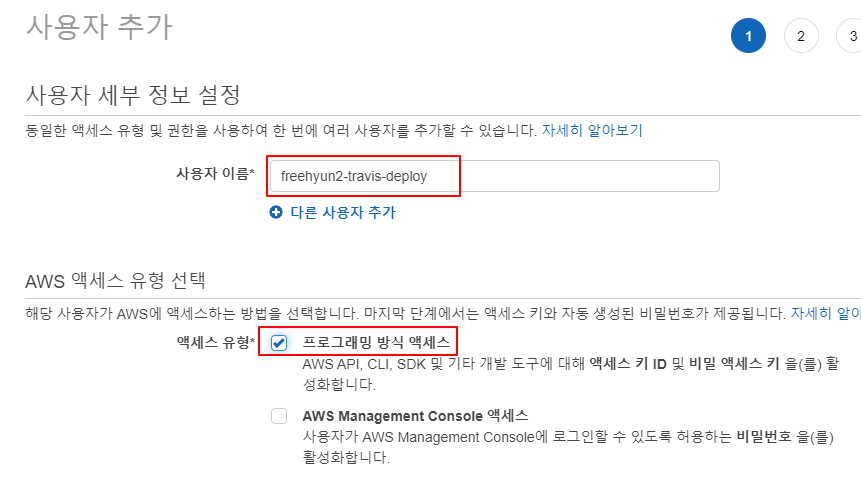 사용자 추가
1 2 3
사용자 세부 정보 설정
동일한 액세스 유형 및 권한을 사용하여 한 번에 여러 사용자를 추가할 수 있습니다. 자세히 알아보기
사용자 이름* freehyun2-travis-deploy
다른 사용자 추가
AWS 액세스 유형 선택
해당 사용자가 AWS에 액세스하는 방법을 선택합니다. 마지막 단계에서는 액세스 키와 자동 생성된 비밀번호가 제공됩니다. 자세히 알아
액세스 유형* 프로그래밍 방식 액세스
AWS API, CLI, SDK 및 기타 개발 도구에 대해 액세스 키 ID 및 비밀 액세스 키 을(를) 활
성화합니다.
AWS Management Console 액세스
사용자가 AWS Management Console에 로그인할 수 있도록 허용하는 비밀번호 을(를)
활성화합니다.